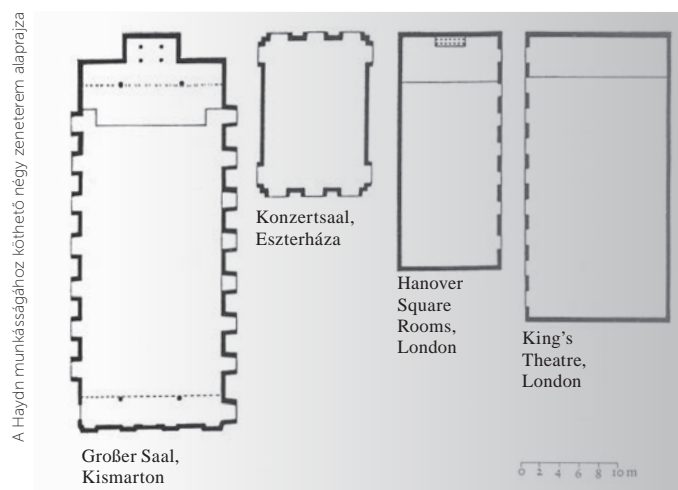 A Haydn munkásságához köthető négy zeneterem alaprajza
Großer Saal,
Kismarton
Konzertsaal,
Eszterháza
Hanover
Square
Rooms,
London
King's
Theatre,
London
0 2 4 6 8 10 m